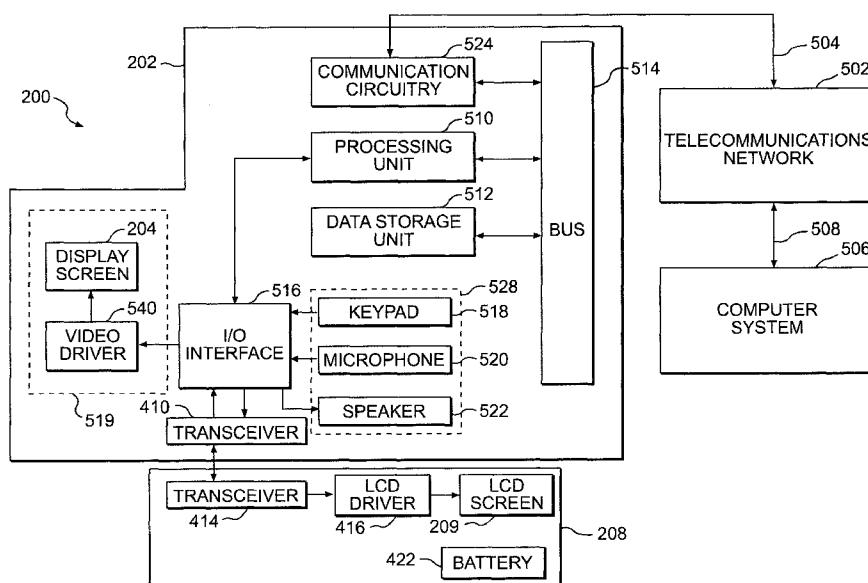 524
504
202
COMMUNICATION
CIRCUITRY
514
502
200
510
TELECOMMUNICATIONS
NETWORK
PROCESSING
UNIT
512
204
DATA STORAGE
UNIT
BUS
508
506
DISPLAY
SCREEN
516
528
540
KEYPAD
518
COMPUTER
SYSTEM
VIDEO
DRIVER
I/O
INTERFACE
MICROPHONE
520
519
410
SPEAKER
522
TRANSCEIVER
TRANSCEIVER
LCD
DRIVER
LCD
SCREEN
414
416
209
208
422
BATTERY